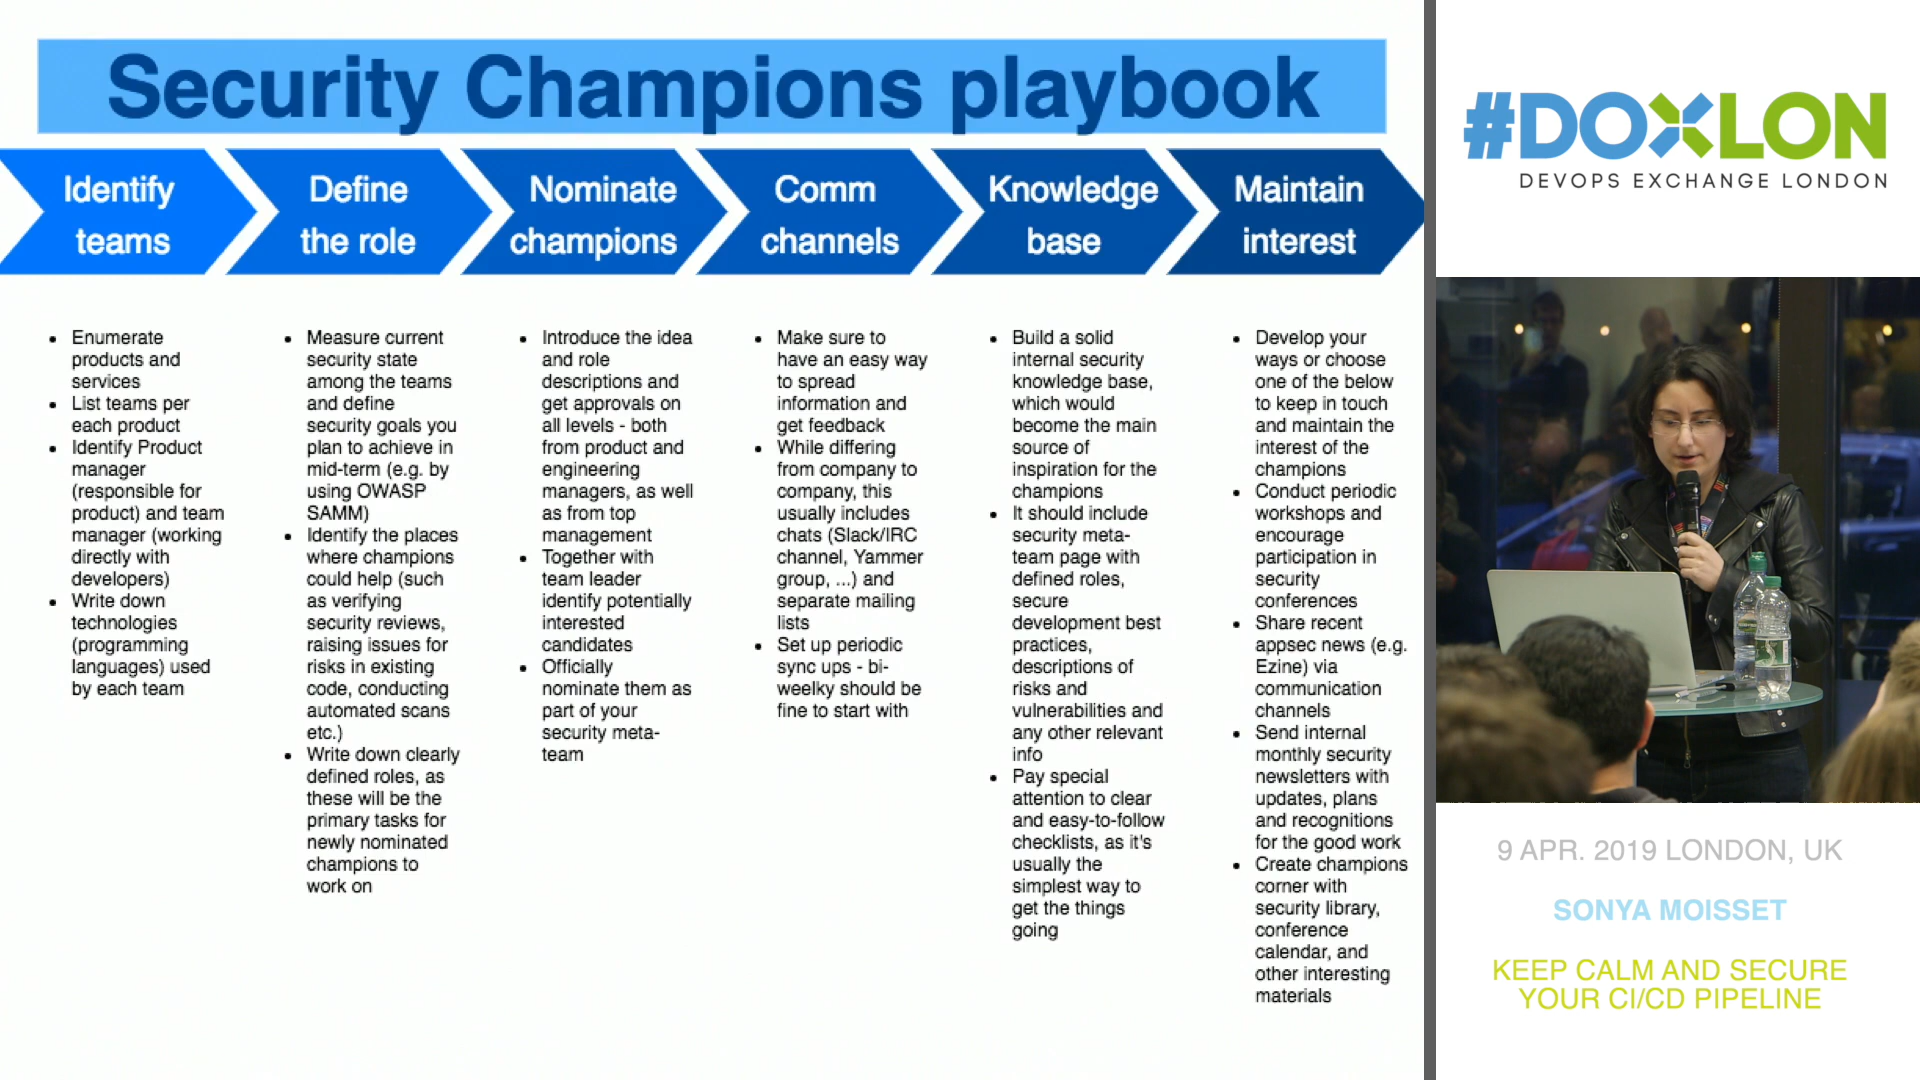 Security Champions playbook
Identify
teams
Define
the role
Nominate
champions
Comm
channels
Knowledge
base
Maintain
interest
Enumerate
products and
services
List teams per
each product
Identify Product
manager
(responsible for
product) and team
manager (working
directly with
developers)
Write down
technologies
(programming
languages) used
by each team
Measure current
security state
among the teams
and define
security goals you
plan to achieve in
mid-term (e.g. by
using OWASP
SAMM)
Identify the places
where champions
could help (such
as verifying
security reviews,
raising issues for
risks in existing
code, conducting
automated scans
etc.)
Write down clearly
defined roles, as
these will be the
primary tasks for
newly nominated
champions to
work on
Introduce the idea
and role
descriptions and
get approvals on
all levels - both
from product and
engineering
managers, as well
as from top
management
Together with
team leader
identify potentially
interested
candidates
Officially
nominate them as
part of your
security meta-
team
Make sure to
have an easy way
to spread
information and
get feedback
While differing
from company to
company, this
usually includes
chats (Slack/IRC
channel, Yammer
group, ...) and
separate mailing
lists
Set up periodic
sync ups - bi-
weelky should be
fine to start with
Build a solid
internal security
knowledge base,
which would
become the main
source of
inspiration for the
champions
It should include
security meta-
team page with
defined roles,
secure
development best
practices,
descriptions of
risks and
vulnerabilities and
any other relevant
info
Pay special
attention to clear
and easy-to-follow
checklists, as it's
usually the
simplest way to
get the things
going
Develop your
ways or choose
one of the below
to keep in touch
and maintain the
interest of the
champions
Conduct periodic
workshops and
encourage
participation in
security
conferences
Share recent
appsec news (e.g.
Ezine) via
communication
channels
Send internal
monthly security
newsletters with
updates, plans
and recognitions
for the good work
Create champions
corner with
security library,
conference
calendar, and
other interesting
materials
#DOXLON
DEVOPS EXCHANGE LONDON
9 APR. 2019 LONDON, UK
SONYA MOISSET
KEEP CALM AND SECURE
YOUR CI/CD PIPELINE